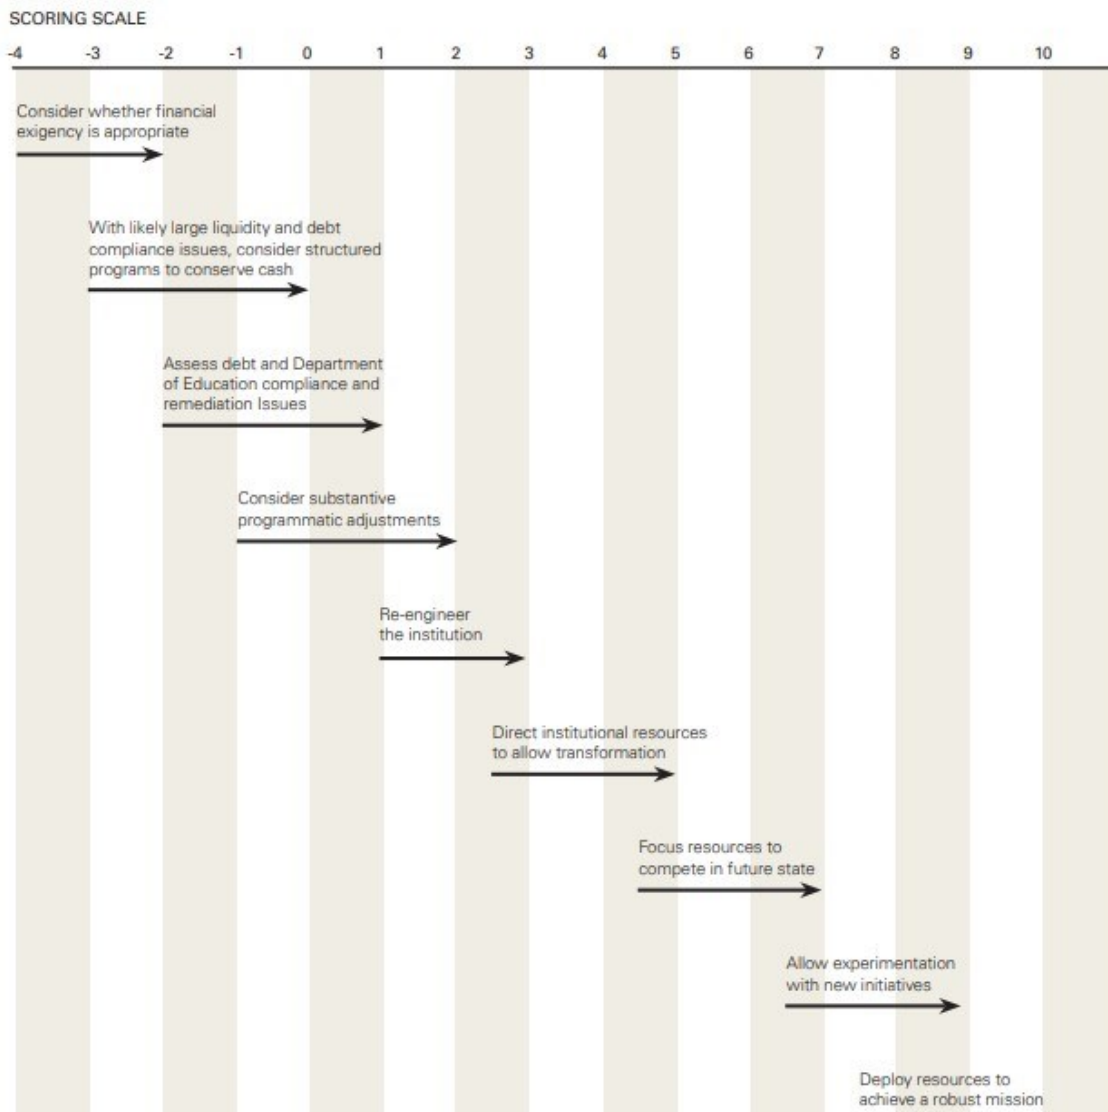 SCORING SCALE
-4 -3 -2 -1 0 1 2 3 4 5 6 7 8 9 10
Consider whether financial
exigency is appropriate
With likely large liquidity and debt
compliance issues, consider structured
programs to conserve cash
Assess debt and Department
of Education compliance and
remediation Issues
Consider substantive
programmatic adjustments
Re-engineer
the institution
Direct institutional resources
to allow transformation
Focus resources to
compete in future state
Allow experimentation
with new initiatives
Deploy resources to
achieve a robust mission